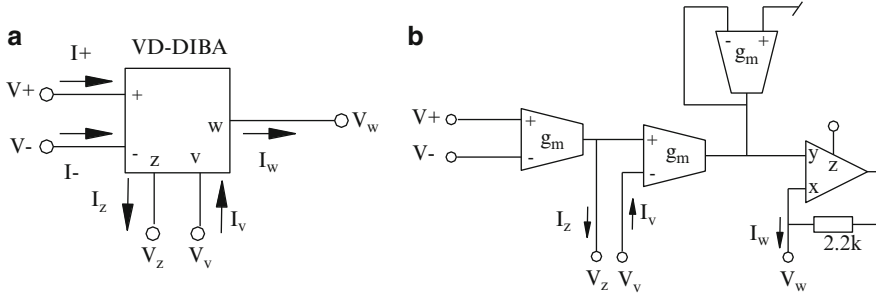 a
VD-DIBA
I+
V+
+
V-
-
I-
z
v
w
I_w
V_w
I_z
I_v
V_z
V_v
b
-
+
g_m
V+
+
V-
-
g_m
+
-
g_m
y
z
x
I_z
I_v
I_w
2.2k
V_z
V_v
V_w